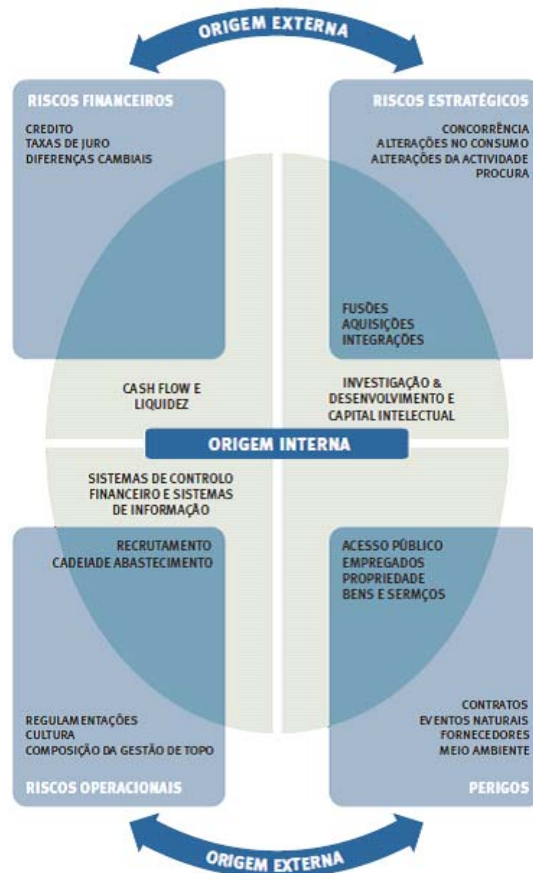 ORIGEM EXTERNA
RISCOS FINANCEIROS
CREDITO
TAXAS DE JURO
DIFERENÇAS CAMBIAIS
RISCOS ESTRATÉGICOS
CONCORRÊNCIA
ALTERAÇÕES NO CONSUMO
ALTERAÇÕES DA ACTIVIDADE
PROCURA
FUSÕES
AQUISIÇÕES
INTEGRAÇÕES
CASH FLOW E
LIQUIDEZ
INVESTIGAÇÃO &
DESENVOLVIMENTO E
CAPITAL INTELECTUAL
ORIGEM INTERNA
SISTEMAS DE CONTROLO
FINANCEIRO E SISTEMAS
DE INFORMAÇÃO
RECRUTAMENTO
CADEIADE ABASTECIMENTO
ACESSO PÚBLICO
EMPREGADOS
PROPRIEDADE
BENS E SERMÇOS
REGULAMENTAÇÕES
CULTURA
COMPOSIÇÃO DA GESTÃO DE TOPO
RISCOS OPERACIONAIS
CONTRATOS
EVENTOS NATURAIS
FORNECEDORES
MEIO AMBIENTE
PERIGOS
ORIGEM EXTERNA